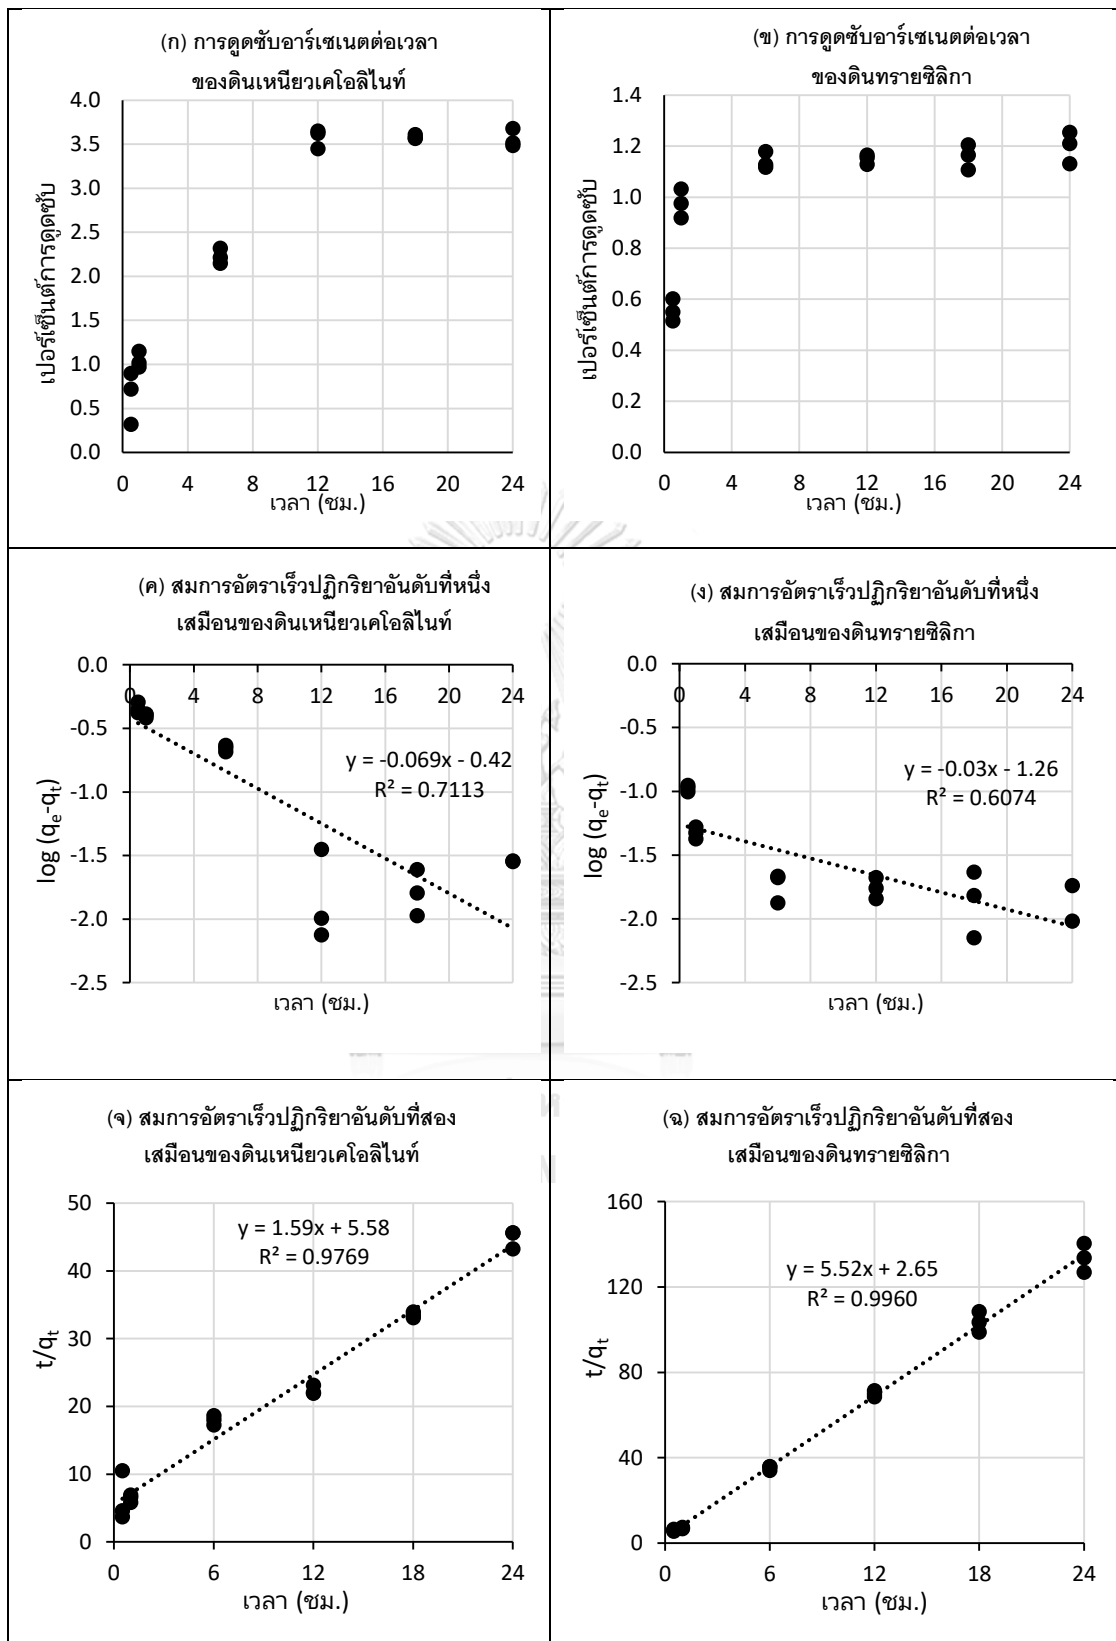 (ก) การดูดซับอาร์เซเนตต่อเวลา
ของดินเหนียวเคโอลิไนท์
4.0
3.5
3.0
2.5
2.0
1.5
1.0
0.5
0.0
0 4 8 12 16 20 24
เปอร์เซ็นต์การดูดซับ
เวลา (ชม.)
(ข) การดูดซับอาร์เซเนตต่อเวลา
ของดินทรายซิลิกา
1.4
1.2
1.0
0.8
0.6
0.4
0.2
0.0
0 4 8 12 16 20 24
เปอร์เซ็นต์การดูดซับ
เวลา (ชม.)
(ค) สมการอัตราเร็วปฏิกริยาอันดับที่หนึ่ง
เสมือนของดินเหนียวเคโอลิไนท์
0.0
0 4 8 12 16 20 24
-0.5
-1.0
-1.5
-2.0
-2.5
y = -0.069x - 0.42
R² = 0.7113
log (qₑ-qₜ)
เวลา (ชม.)
(ง) สมการอัตราเร็วปฏิกริยาอันดับที่หนึ่ง
เสมือนของดินทรายซิลิกา
0.0
0 4 8 12 16 20 24
-0.5
-1.0
-1.5
-2.0
-2.5
y = -0.03x - 1.26
R² = 0.6074
log (qₑ-qₜ)
เวลา (ชม.)
(จ) สมการอัตราเร็วปฏิกริยาอันดับที่สอง
เสมือนของดินเหนียวเคโอลิไนท์
50
40
30
20
10
0
y = 1.59x + 5.58
R² = 0.9769
0 6 12 18 24
t/qₜ
เวลา (ชม.)
(ฉ) สมการอัตราเร็วปฏิกริยาอันดับที่สอง
เสมือนของดินทรายซิลิกา
160
120
80
40
0
y = 5.52x + 2.65
R² = 0.9960
0 6 12 18 24
t/qₜ
เวลา (ชม.)